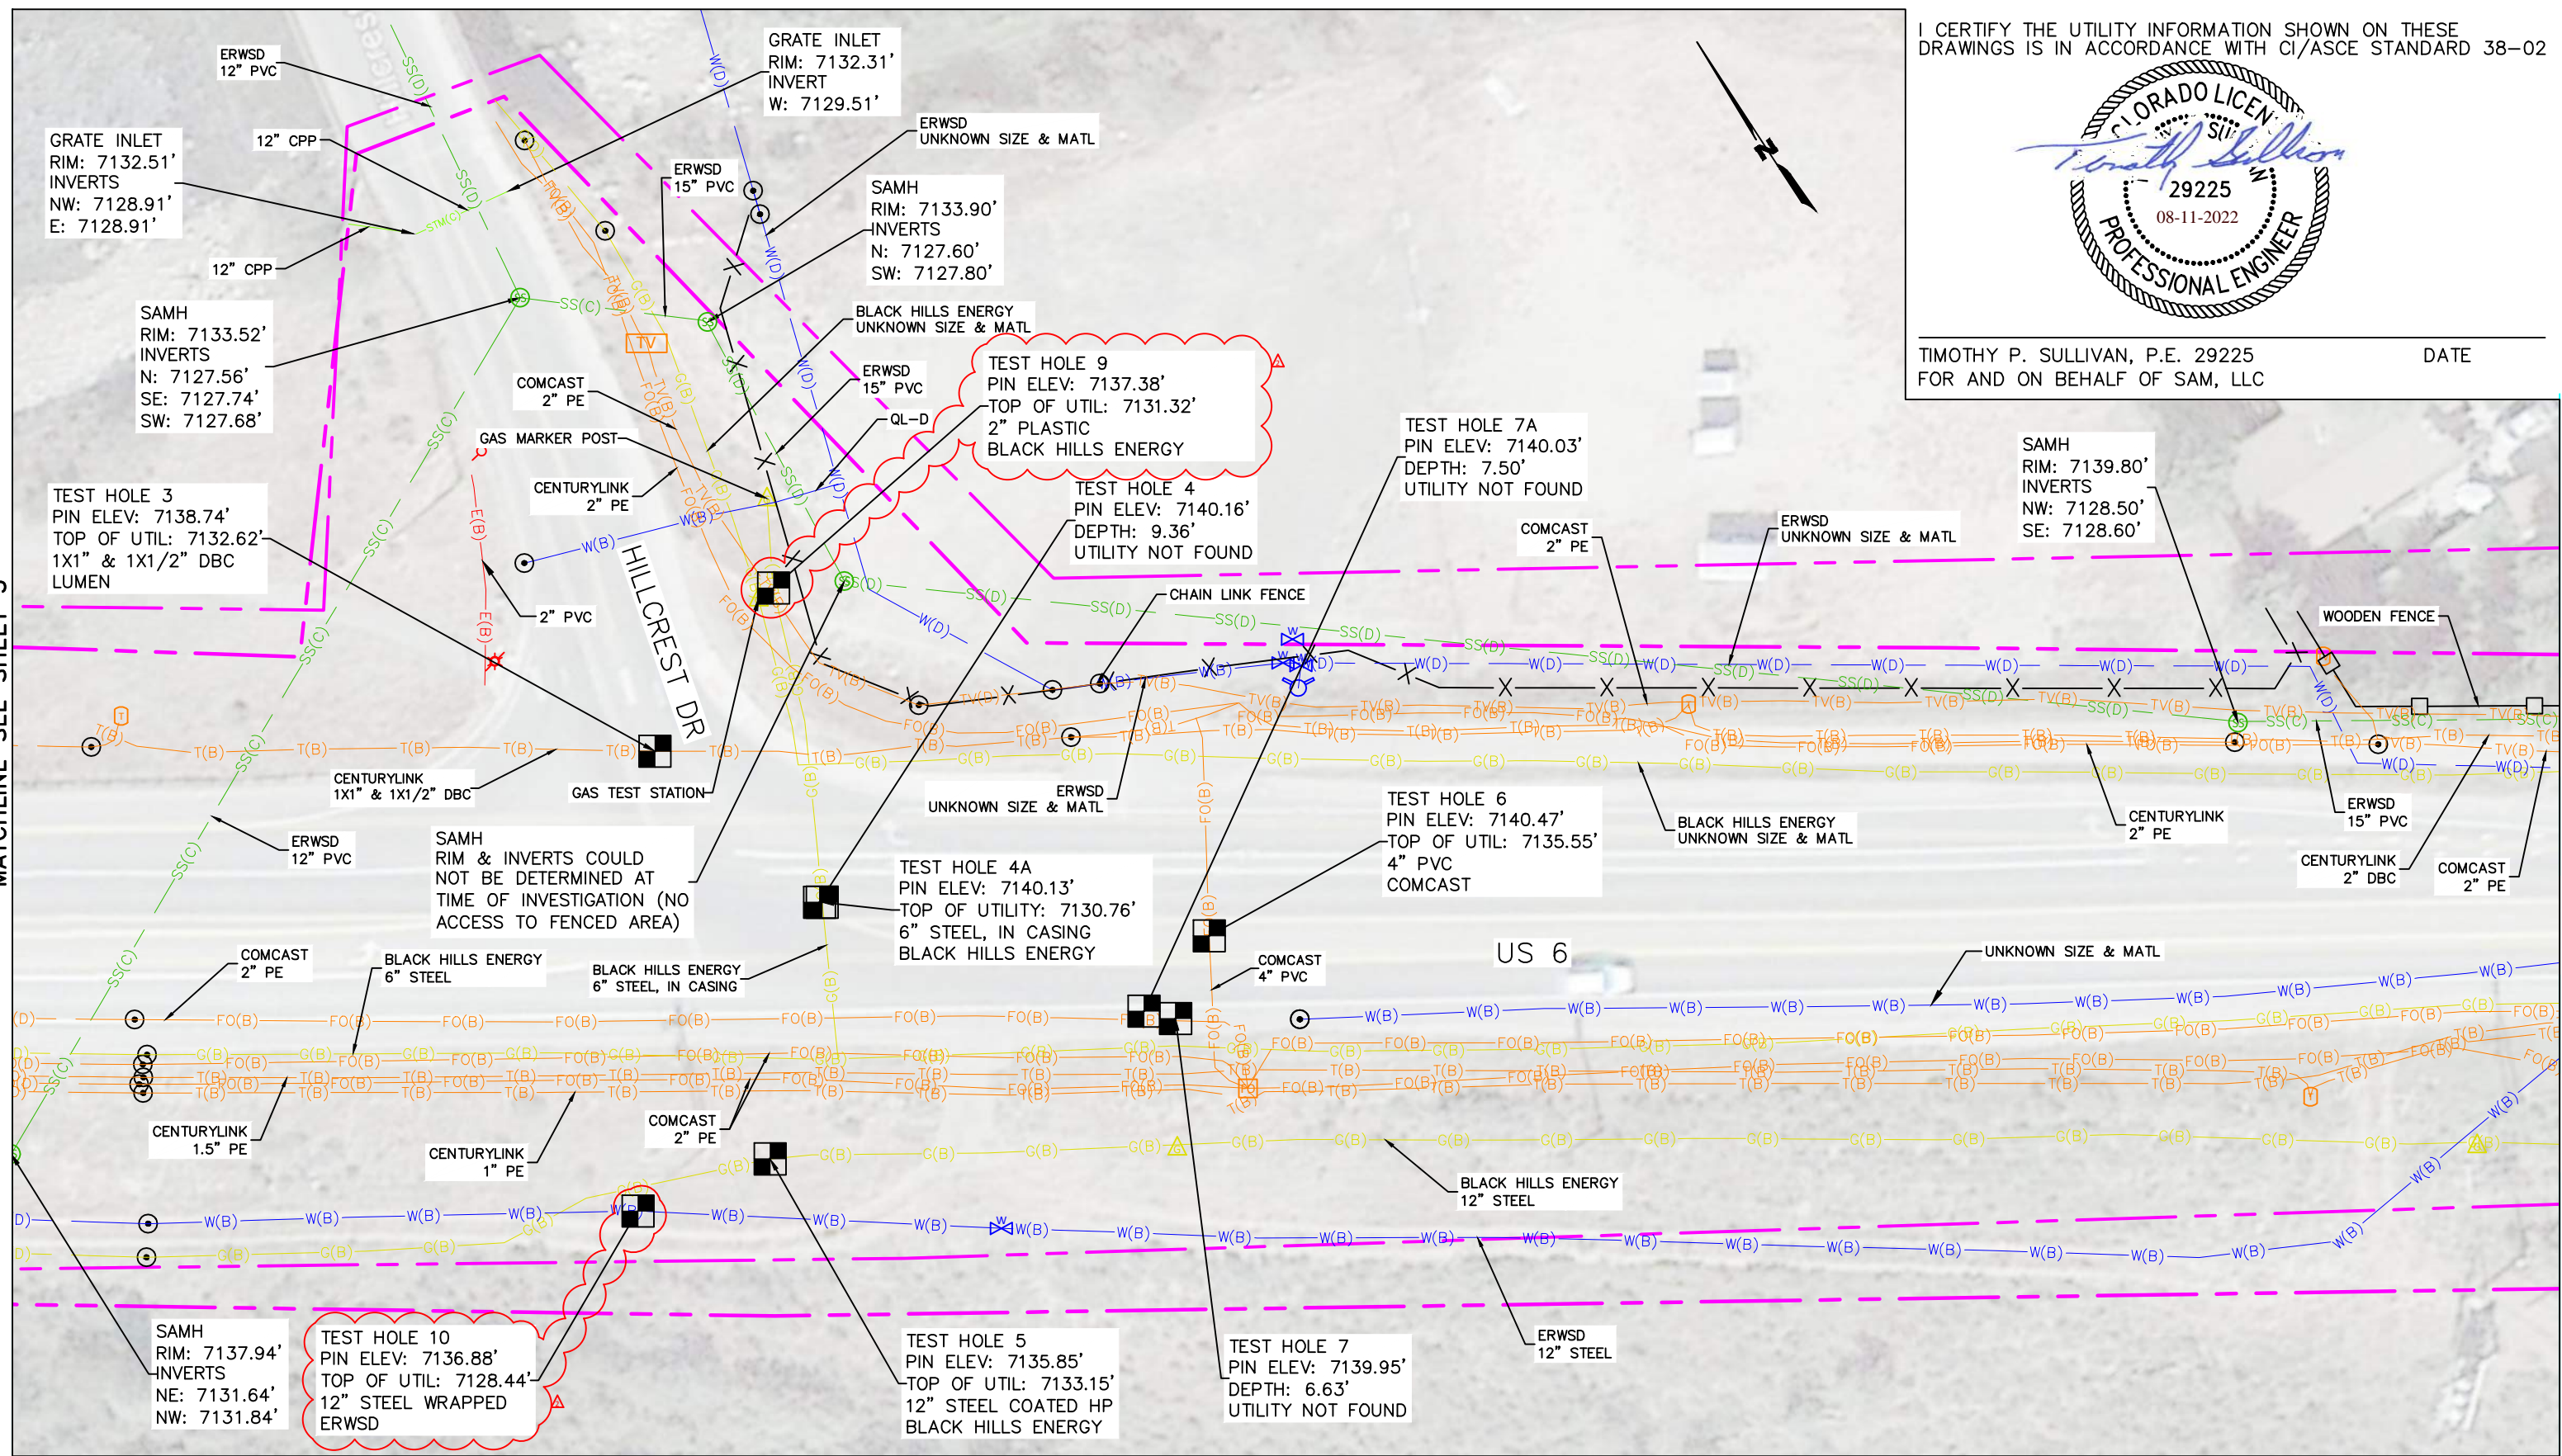 I CERTIFY THE UTILITY INFORMATION SHOWN ON THESE
DRAWINGS IS IN ACCORDANCE WITH CI/ASCE STANDARD 38-02
29225
08-11-2022
PROFESSIONAL ENGINEER
TIMOTHY P. SULLIVAN, P.E. 29225
DATE
FOR AND ON BEHALF OF SAM, LLC
ERWSD
12" PVC
GRATE INLET
RIM: 7132.31'
INVERT
W: 7129.51'
GRATE INLET
RIM: 7132.51'
INVERTS
NW: 7128.91'
E: 7128.91'
12" CPP
12" CPP
ERWSD
UNKNOWN SIZE & MATL
ERWSD
15" PVC
SAMH
RIM: 7133.90'
INVERTS
N: 7127.60'
SW: 7127.80'
N
SAMH
RIM: 7133.52'
INVERTS
N: 7127.56'
SE: 7127.74'
SW: 7127.68'
BLACK HILLS ENERGY
UNKNOWN SIZE & MATL
TV
COMCAST
2" PE
ERWSD
15" PVC
QL-D
GAS MARKER POST
CENTURYLINK
2" PE
TEST HOLE 9
PIN ELEV: 7137.38'
TOP OF UTIL: 7131.32'
2" PLASTIC
BLACK HILLS ENERGY
TEST HOLE 7A
PIN ELEV: 7140.03'
DEPTH: 7.50'
UTILITY NOT FOUND
TEST HOLE 4
PIN ELEV: 7140.16'
DEPTH: 9.36'
UTILITY NOT FOUND
SAMH
RIM: 7139.80'
INVERTS
NW: 7128.50'
SE: 7128.60'
TEST HOLE 3
PIN ELEV: 7138.74'
TOP OF UTIL: 7132.62'
1X1" & 1X1/2" DBC
LUMEN
COMCAST
2" PE
ERWSD
UNKNOWN SIZE & MATL
2" PVC
HILLCREST DR
CHAIN LINK FENCE
WOODEN FENCE
CENTURYLINK
1X1" & 1X1/2" DBC
GAS TEST STATION
ERWSD
UNKNOWN SIZE & MATL
ERWSD
12" PVC
SAMH
RIM & INVERTS COULD
NOT BE DETERMINED AT
TIME OF INVESTIGATION (NO
ACCESS TO FENCED AREA)
TEST HOLE 4A
PIN ELEV: 7140.13'
TOP OF UTILITY: 7130.76'
6" STEEL, IN CASING
BLACK HILLS ENERGY
TEST HOLE 6
PIN ELEV: 7140.47'
TOP OF UTIL: 7135.55'
4" PVC
COMCAST
BLACK HILLS ENERGY
UNKNOWN SIZE & MATL
CENTURYLINK
2" PE
ERWSD
15" PVC
CENTURYLINK
2" DBC
COMCAST
2" PE
COMCAST
2" PE
BLACK HILLS ENERGY
6" STEEL
BLACK HILLS ENERGY
6" STEEL, IN CASING
COMCAST
4" PVC
US 6
UNKNOWN SIZE & MATL
CENTURYLINK
1.5" PE
CENTURYLINK
1" PE
COMCAST
2" PE
BLACK HILLS ENERGY
12" STEEL
ERWSD
12" STEEL
SAMH
RIM: 7137.94'
INVERTS
NE: 7131.64'
NW: 7131.84'
TEST HOLE 10
PIN ELEV: 7136.88'
TOP OF UTIL: 7128.44'
12" STEEL WRAPPED
ERWSD
TEST HOLE 5
PIN ELEV: 7135.85'
TOP OF UTIL: 7133.15'
12" STEEL COATED HP
BLACK HILLS ENERGY
TEST HOLE 7
PIN ELEV: 7139.95'
DEPTH: 6.63'
UTILITY NOT FOUND